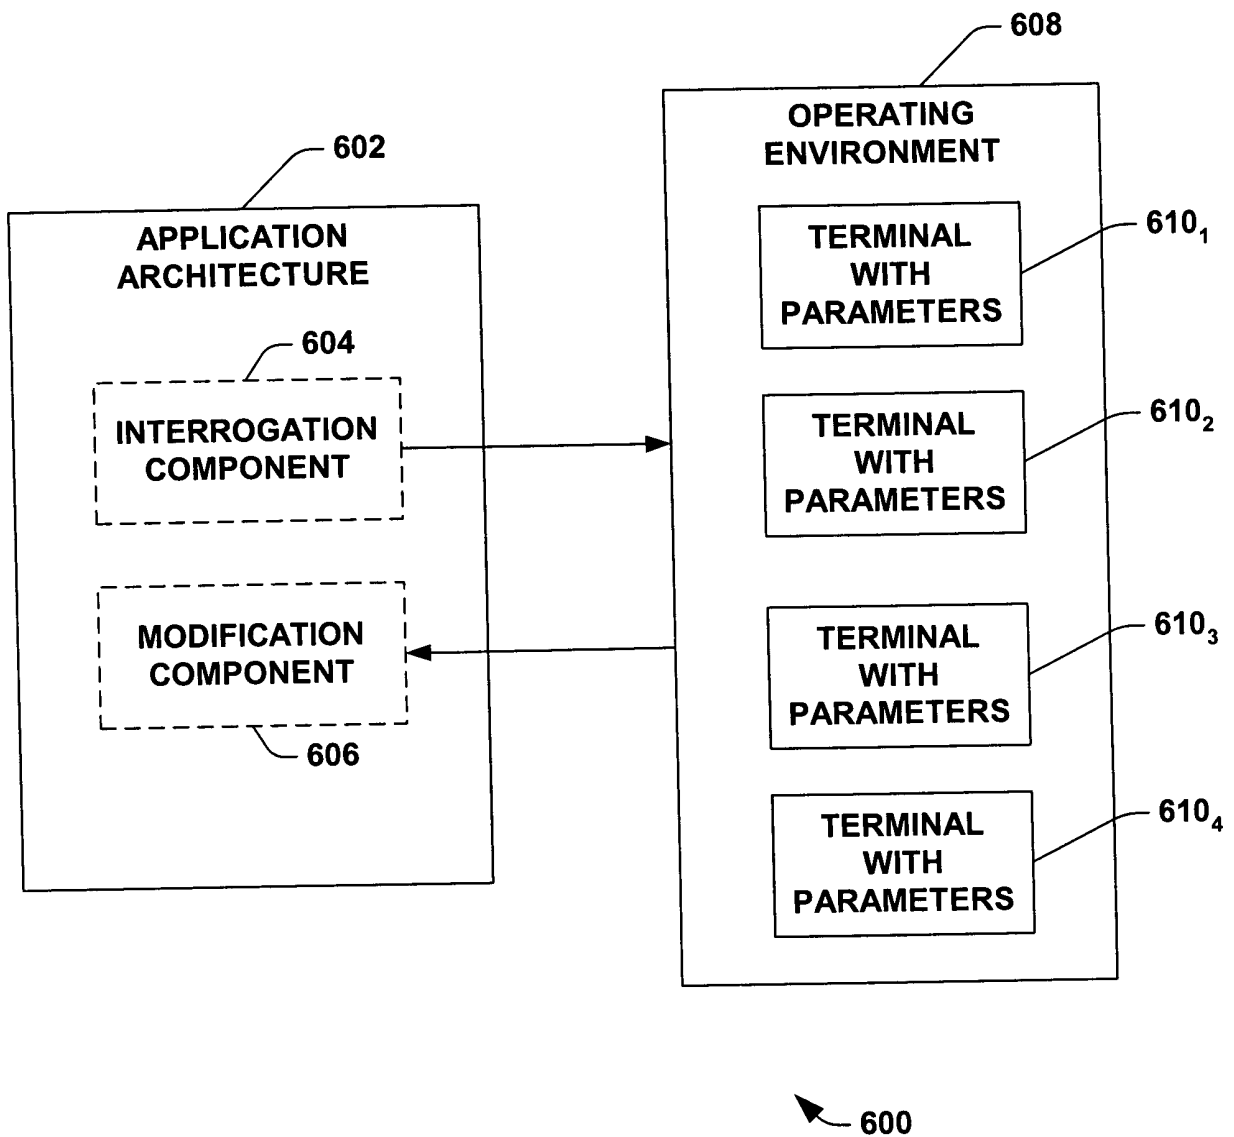 608
OPERATING
ENVIRONMENT
602
APPLICATION
ARCHITECTURE
TERMINAL
WITH
PARAMETERS
610₁
604
INTERROGATION
COMPONENT
TERMINAL
WITH
PARAMETERS
610₂
MODIFICATION
COMPONENT
606
TERMINAL
WITH
PARAMETERS
610₃
TERMINAL
WITH
PARAMETERS
610₄
600